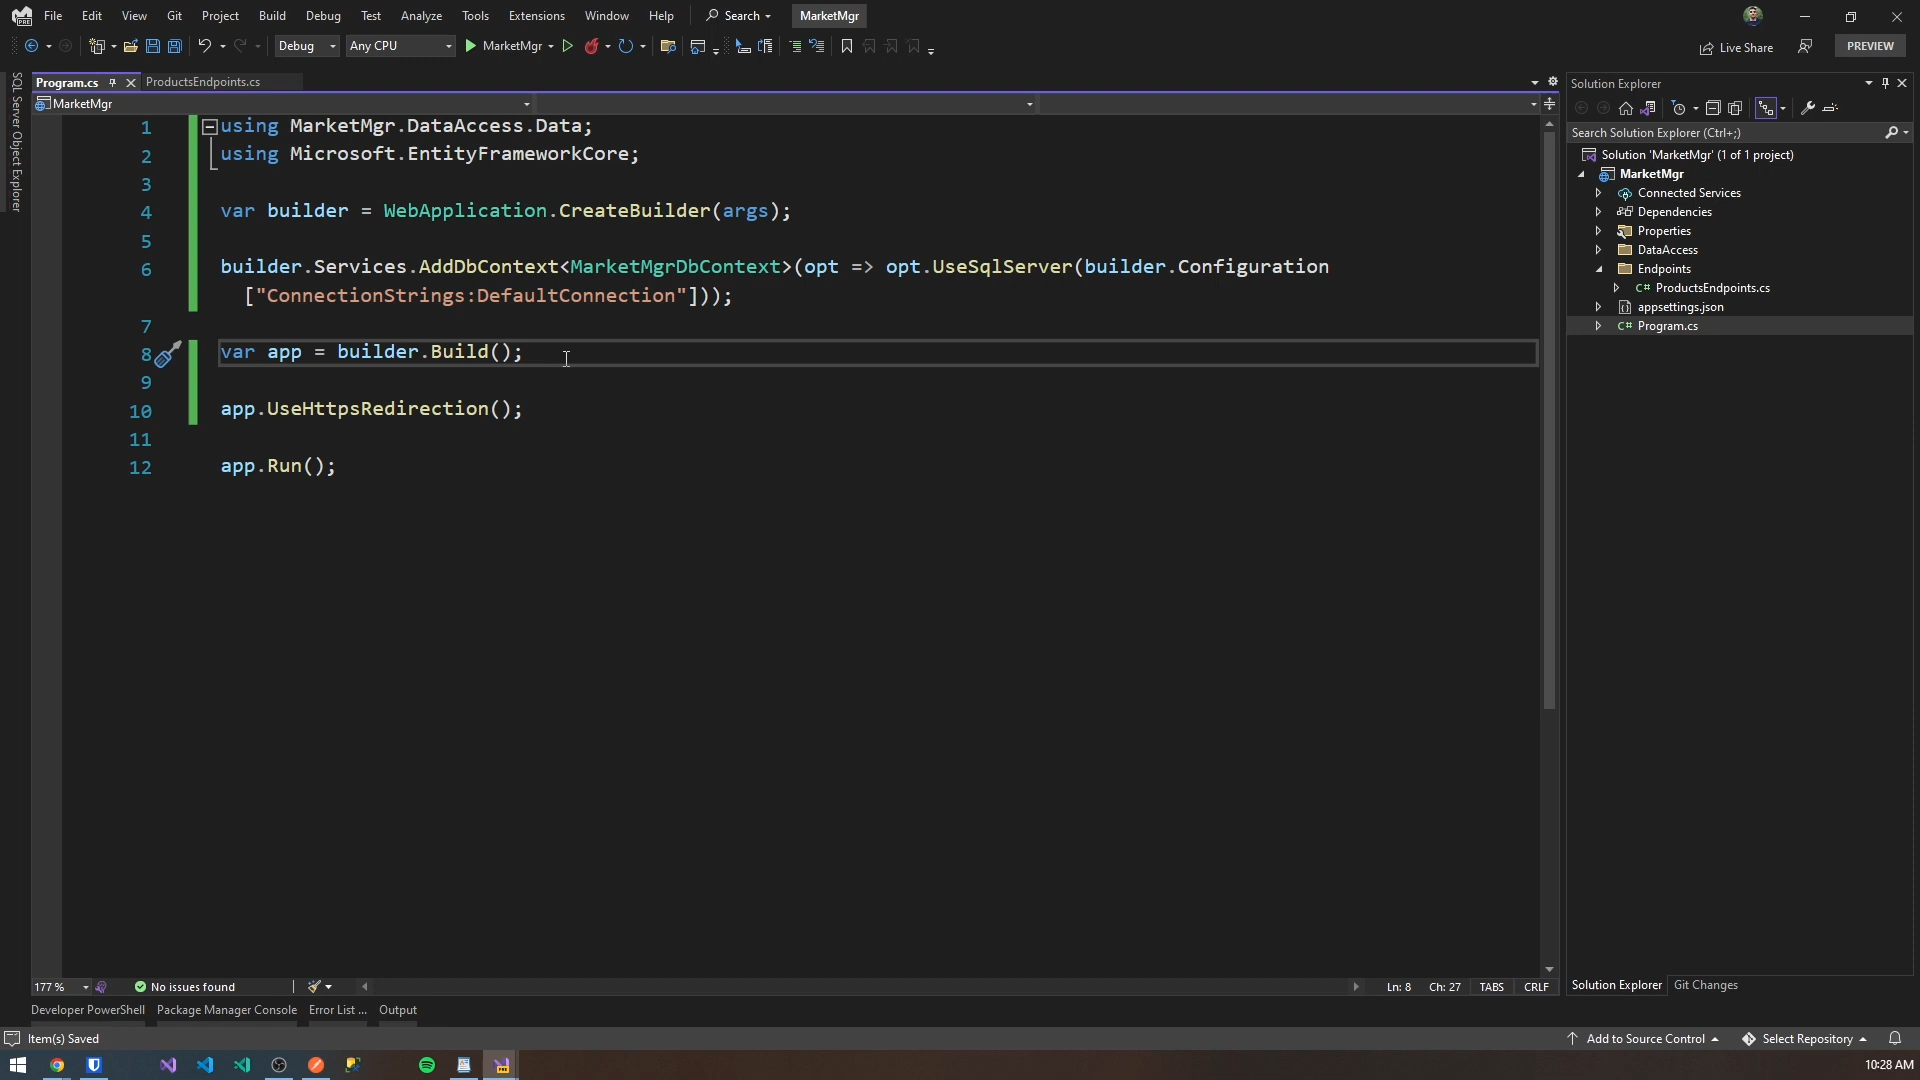 File Edit View Git Project Build Debug Test Analyze Tools Extensions Window Help Search MarketMgr
Debug Any CPU MarketMgr Live Share PREVIEW
SQL Server Object Explorer
Program.cs ProductsEndpoints.cs
MarketMgr
1 using MarketMgr.DataAccess.Data;
2 using Microsoft.EntityFrameworkCore;
3
4 var builder = WebApplication.CreateBuilder(args);
5
6 builder.Services.AddDbContext<MarketMgrDbContext>(opt => opt.UseSqlServer(builder.Configuration
["ConnectionStrings:DefaultConnection"]));
7
8 var app = builder.Build();
9
10 app.UseHttpsRedirection();
11
12 app.Run();
177 % No issues found Ln: 8 Ch: 27 TABS CRLF
Solution Explorer
Search Solution Explorer (Ctrl+;)
Solution 'MarketMgr' (1 of 1 project)
MarketMgr
Connected Services
Dependencies
Properties
DataAccess
Endpoints
C# ProductsEndpoints.cs
appsettings.json
C# Program.cs
Solution Explorer Git Changes
Developer PowerShell Package Manager Console Error List ... Output
Item(s) Saved Add to Source Control Select Repository
10:28 AM